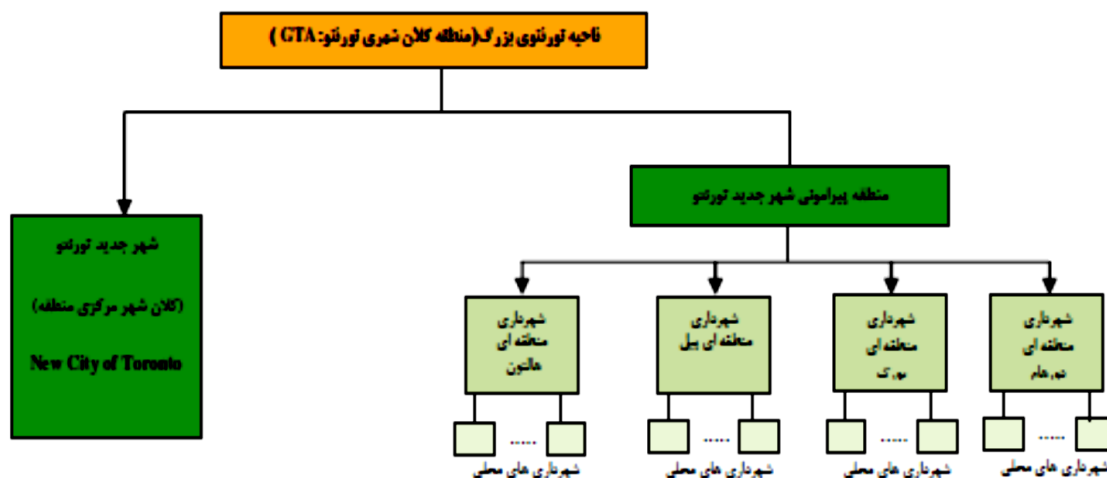 ناحیه تورنتوی بزرگ(منطقه کلان شهری تورنتو: GTA )
منطقه پیرامونی شهر جدید تورنتو
شهر جدید تورنتو
(کلان شهر مرکزی منطقه)
New City of Toronto
شهرداری
منطقه ای
دورهام
شهرداری
منطقه ای
یورک
شهرداری
منطقه ای پیل
شهرداری
منطقه ای
هالتون
......
......
......
......
شهرداری های محلی
شهرداری های محلی
شهرداری های محلی
شهرداری های محلی